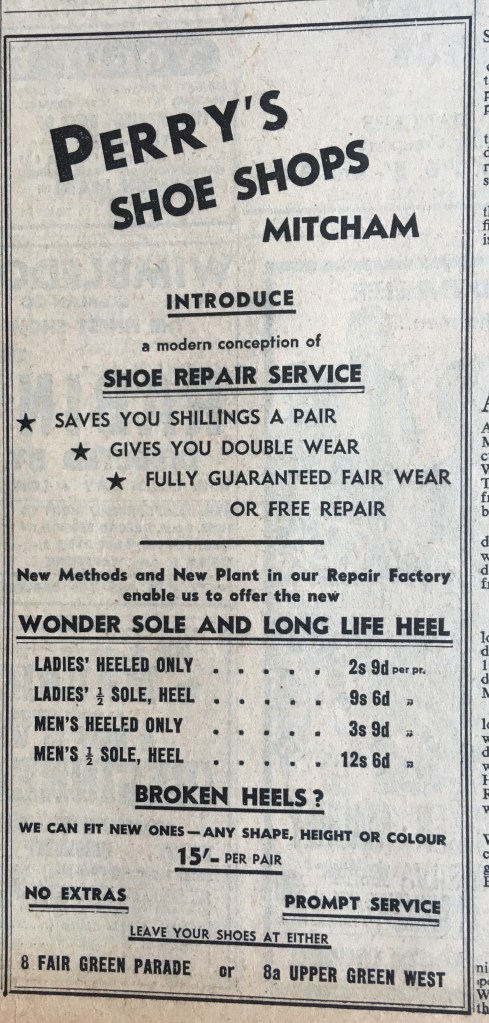 PERRY'S
SHOE SHOPS
MITCHAM
INTRODUCE
a modern conception of
SHOE REPAIR SERVICE
★ SAVES YOU SHILLINGS A PAIR
★ GIVES YOU DOUBLE WEAR
★ FULLY GUARANTEED FAIR WEAR
OR FREE REPAIR
New Methods and New Plant in our Repair Factory
enable us to offer the new
WONDER SOLE AND LONG LIFE HEEL
LADIES' HEELED ONLY . . . . . 2s 9d per pr.
LADIES' ½ SOLE, HEEL . . . . . 9s 6d „
MEN'S HEELED ONLY . . . . . 3s 9d „
MEN'S ½ SOLE, HEEL . . . . . 12s 6d „
BROKEN HEELS?
WE CAN FIT NEW ONES—ANY SHAPE, HEIGHT OR COLOUR
15/- PER PAIR
NO EXTRAS
PROMPT SERVICE
LEAVE YOUR SHOES AT EITHER
8 FAIR GREEN PARADE or 8a UPPER GREEN WEST